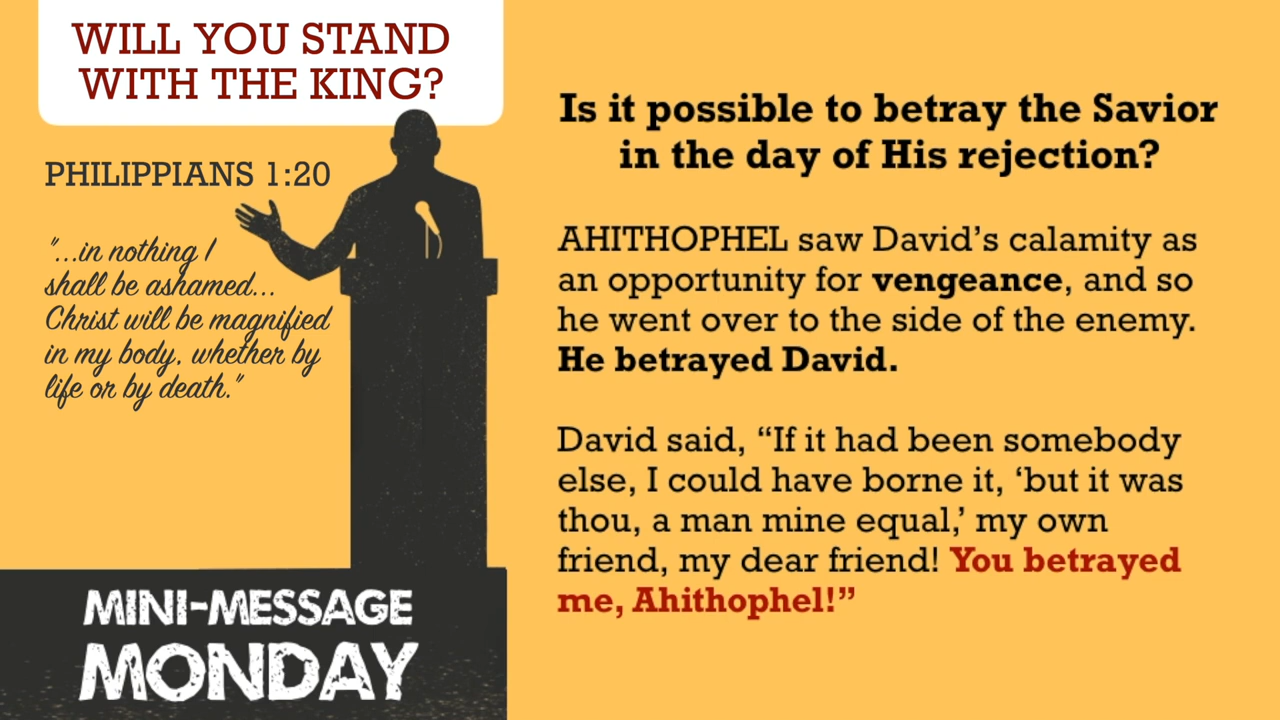 WILL YOU STAND
WITH THE KING?
PHILIPPIANS 1:20
"...in nothing I
shall be ashamed...
Christ will be magnified
in my body, whether by
life or by death."
MINI-MESSAGE
MONDAY
Is it possible to betray the Savior
in the day of His rejection?
AHITHOPHEL saw David’s calamity as
an opportunity for vengeance, and so
he went over to the side of the enemy.
He betrayed David.
David said, “If it had been somebody
else, I could have borne it, ‘but it was
thou, a man mine equal,’ my own
friend, my dear friend! You betrayed
me, Ahithophel!”